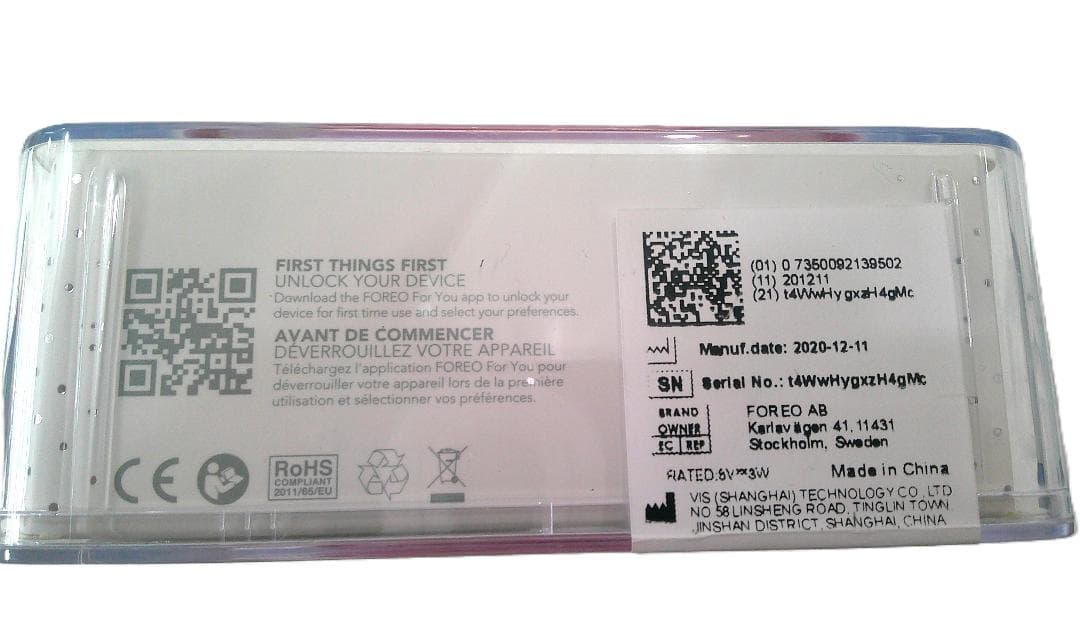 FIRST THINGS FIRST
UNLOCK YOUR DEVICE
Download the FOREO For You app to unlock your
device for first time use and select your preferences.
AVANT DE COMMENCER
DÉVERROUILLEZ VOTRE APPAREIL
Téléchargez l'application FOREO For You pour
déverrouiller votre appareil lors de la première
utilisation et sélectionner vos préférences.
CE
RoHS
COMPLIANT
2011/65/EU
(01) 0 7350092139502
(11) 201211
(21) t4WwHygxzH4gMc
Manuf.date: 2020-12-11
SN Serial No.: t4WwHygxzH4gMc
BRAND
OWNER
EC REP
FOREO AB
Karlavägen 41, 11431
Stockholm, Sweden
RATED: 3W
Made in China
VIS (SHANGHAI) TECHNOLOGY CO., LTD
NO 58 LINSHENG ROAD, TINGLIN TOWN,
JINSHAN DISTRICT, SHANGHAI, CHINA